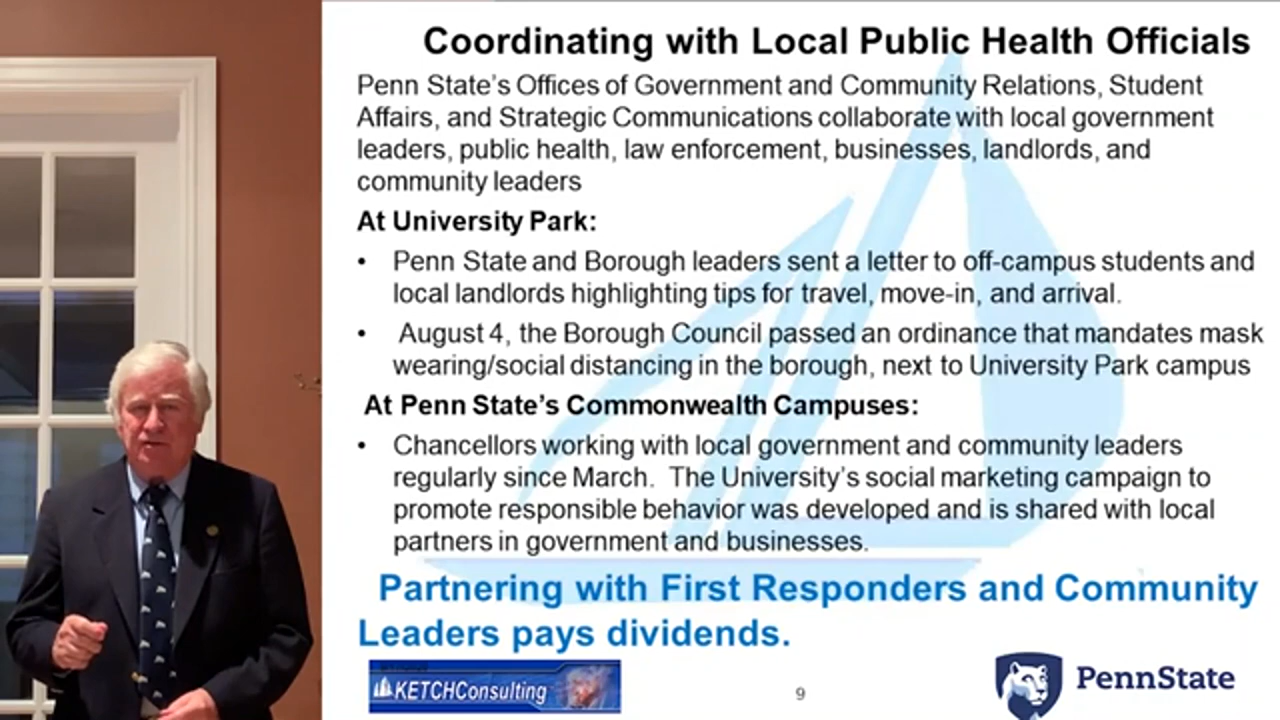 Coordinating with Local Public Health Officials
Penn State's Offices of Government and Community Relations, Student
Affairs, and Strategic Communications collaborate with local government
leaders, public health, law enforcement, businesses, landlords, and
community leaders
At University Park:
• Penn State and Borough leaders sent a letter to off-campus students and
local landlords highlighting tips for travel, move-in, and arrival.
• August 4, the Borough Council passed an ordinance that mandates mask
wearing/social distancing in the borough, next to University Park campus
At Penn State's Commonwealth Campuses:
• Chancellors working with local government and community leaders
regularly since March. The University's social marketing campaign to
promote responsible behavior was developed and is shared with local
partners in government and businesses.
Partnering with First Responders and Community
Leaders pays dividends.
KETCHConsulting
9
PennState